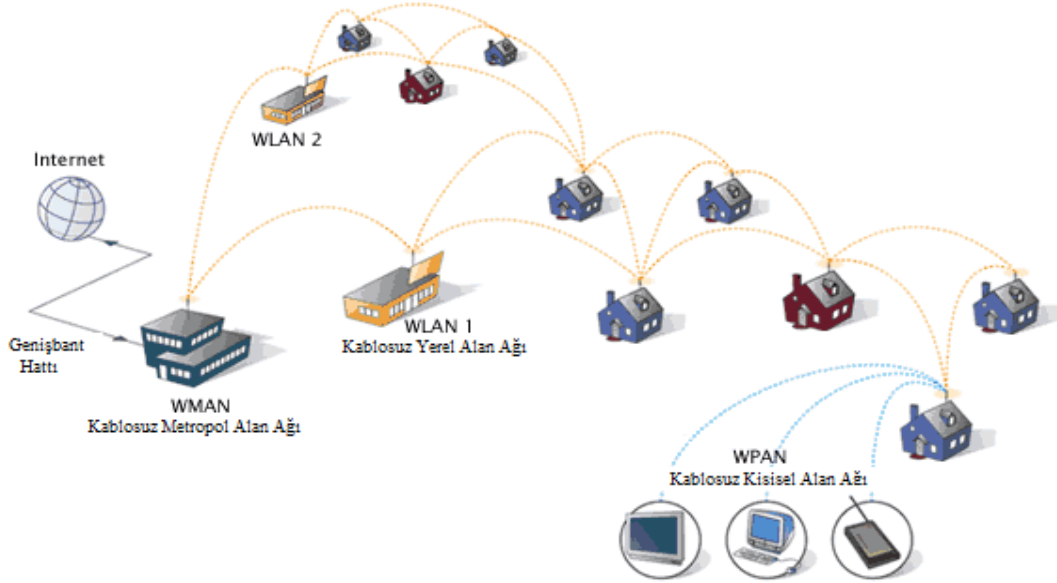 WLAN 2
Internet
WLAN 1
Kablosuz Yerel Alan Ağı
Genişbant
Hattı
WMAN
Kablosuz Metropol Alan Ağı
WPAN
Kablosuz Kisisel Alan Ağı